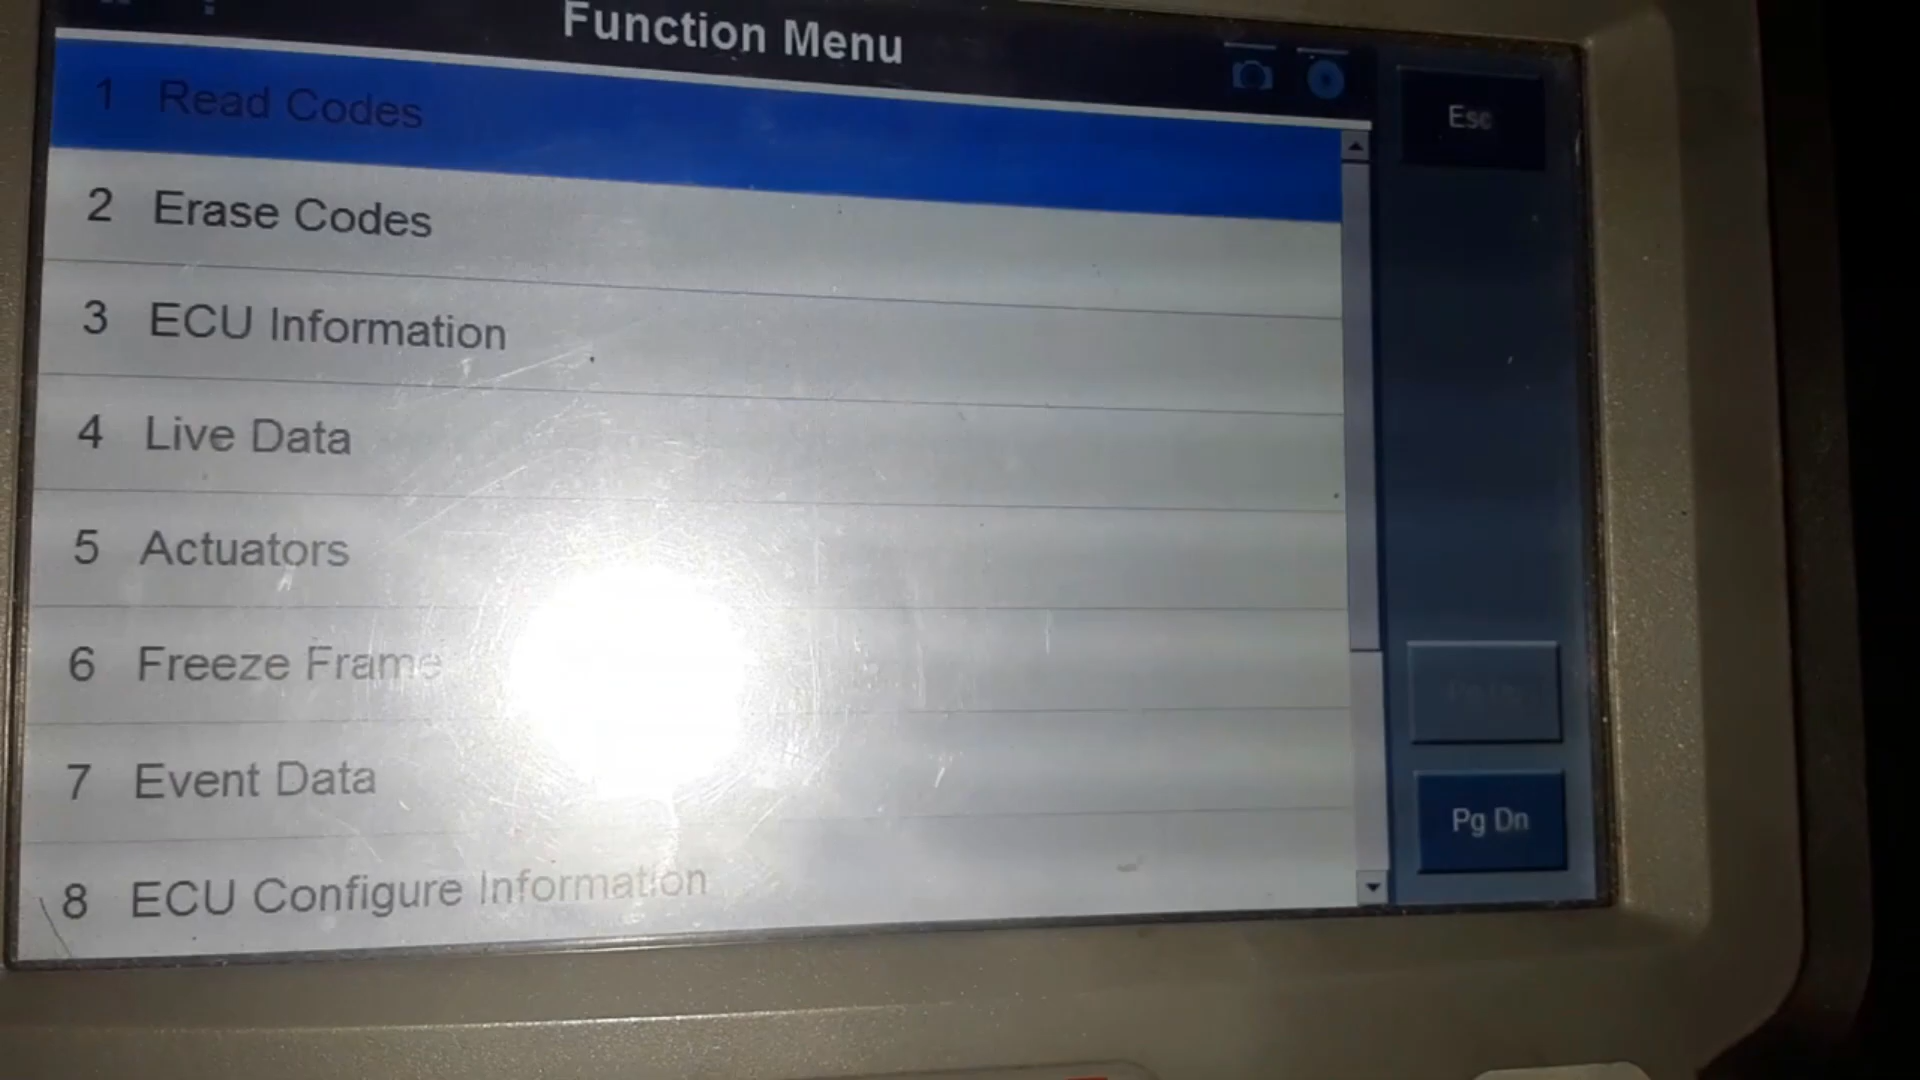 Function Menu
1 Read Codes
Esc
2 Erase Codes
3 ECU Information
4 Live Data
5 Actuators
6 Freeze Frame
7 Event Data
Pg Dn
8 ECU Configure Information